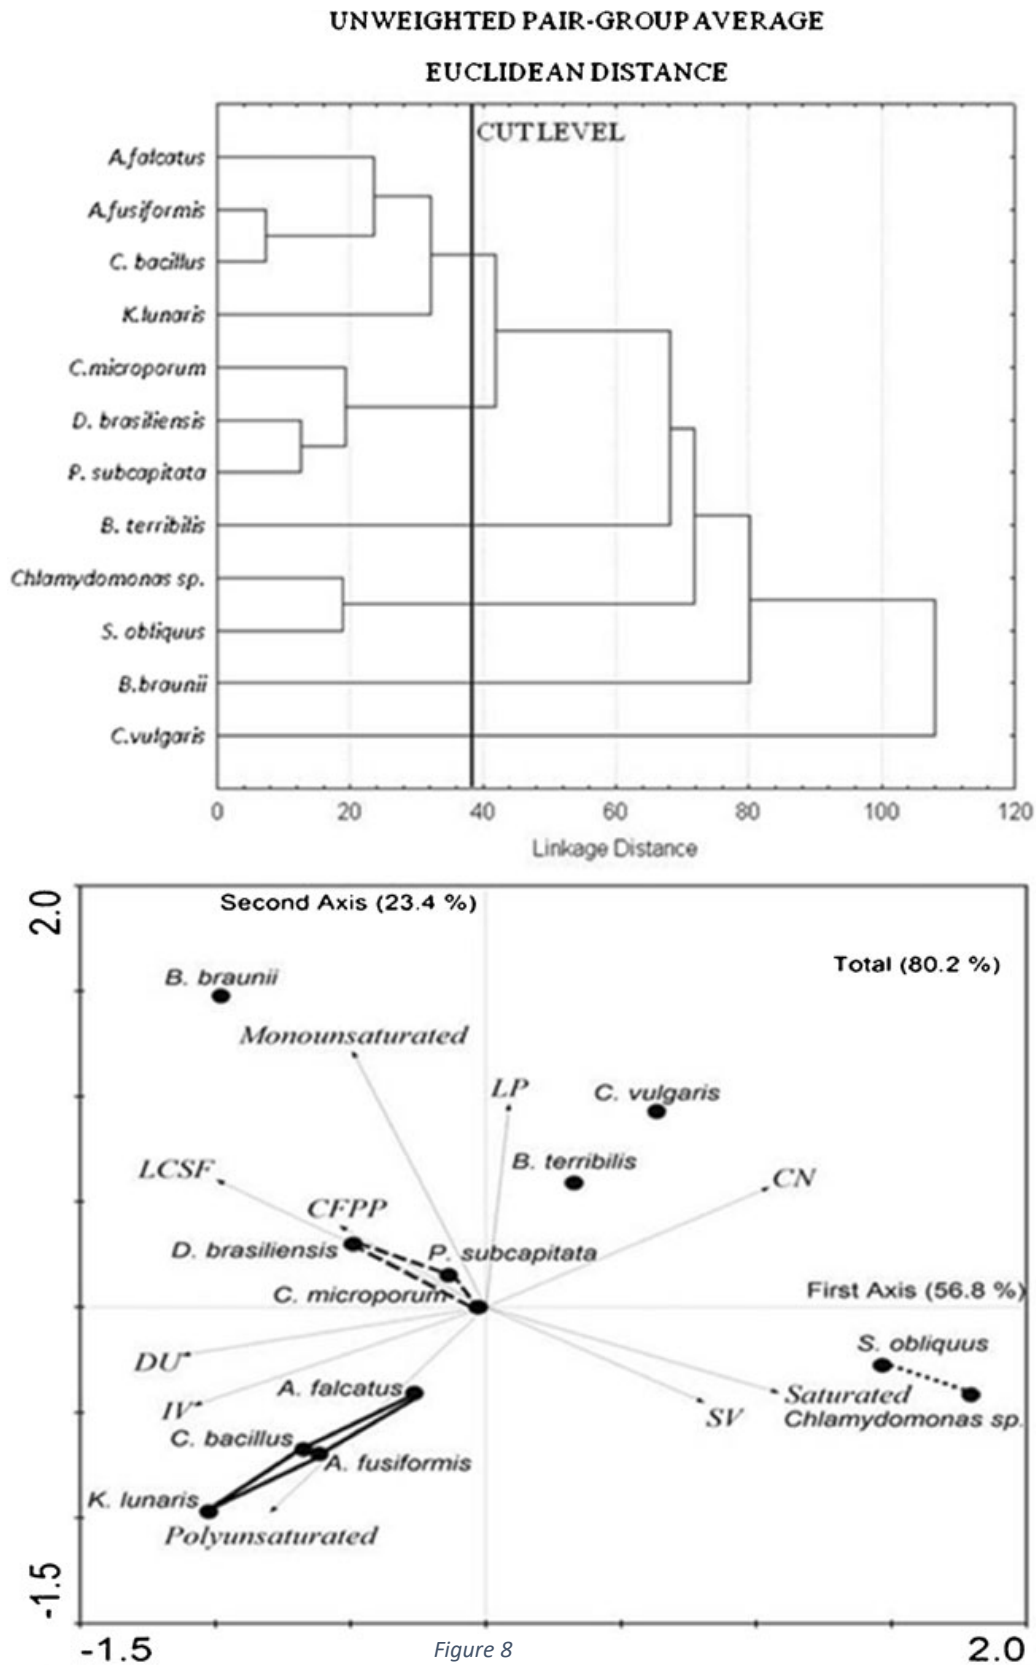 UNWEIGHTED PAIR-GROUP AVERAGE
EUCLIDEAN DISTANCE
CUT LEVEL
A.falcatus
A.fusiformis
C. bacillus
K.lunaris
C.microporum
D. brasiliensis
P. subcapitata
B. terribilis
Chlamydomonas sp.
S. obliquus
B.braunii
C.vulgaris
0 20 40 60 80 100 120
Linkage Distance
2.0
Second Axis (23.4 %)
Total (80.2 %)
B. braunii
Monounsaturated
LP
C. vulgaris
B. terribilis
LCSF
CN
CFPP
D. brasiliensis
P. subcapitata
C. microporum
First Axis (56.8 %)
S. obliquus
DU
A. falcatus
Saturated
IV
SV
Chlamydomonas sp.
C. bacillus
A. fusiformis
K. lunaris
Polyunsaturated
-1.5
-1.5
Figure 8
2.0